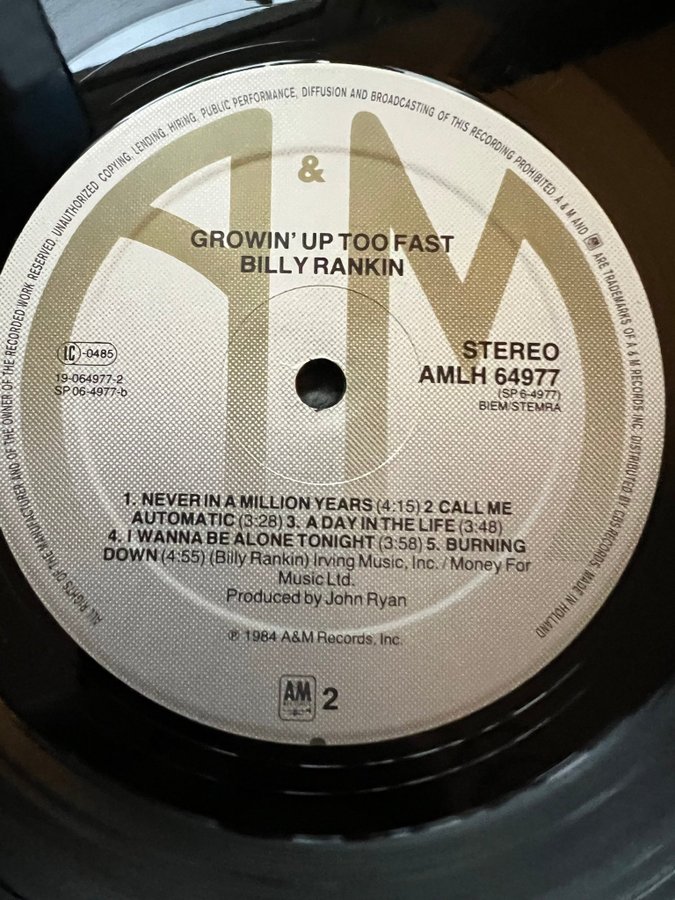 ALL RIGHTS OF THE MANUFACTURER AND OF THE OWNER OF THE RECORDED WORK RESERVED. UNAUTHORIZED COPYING, LENDING, HIRING, PUBLIC PERFORMANCE, DIFFUSION AND BROADCASTING OF THIS RECORDING PROHIBITED. A & M AND AM ARE TRADEMARKS OF A & M RECORDS INC. DISTRIBUTED BY CBS RECORDS. MADE IN HOLLAND
A & M
GROWIN' UP TOO FAST
BILLY RANKIN
LC-0485
19-064977-2
SP 06-4977-b
STEREO
AMLH 64977
(SP 6-4977)
BIEM/STEMRA
1. NEVER IN A MILLION YEARS (4:15) 2 CALL ME
AUTOMATIC (3:28) 3. A DAY IN THE LIFE (3:48)
4. I WANNA BE ALONE TONIGHT (3:58) 5. BURNING
DOWN (4:55) (Billy Rankin) Irving Music, Inc. / Money For
Music Ltd.
Produced by John Ryan
℗ 1984 A&M Records, Inc.
AM
RECORDS
2